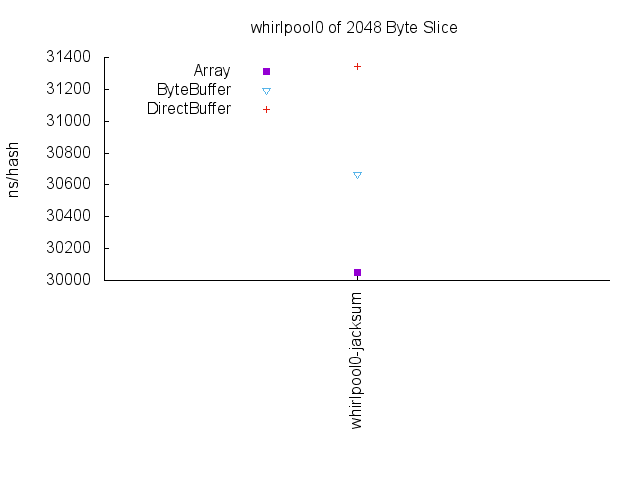 whirlpool0 of 2048 Byte Slice
31400
31200
31000
30800
30600
30400
30200
30000
ns/hash
Array
ByteBuffer
DirectBuffer
whirlpool0-jacksum